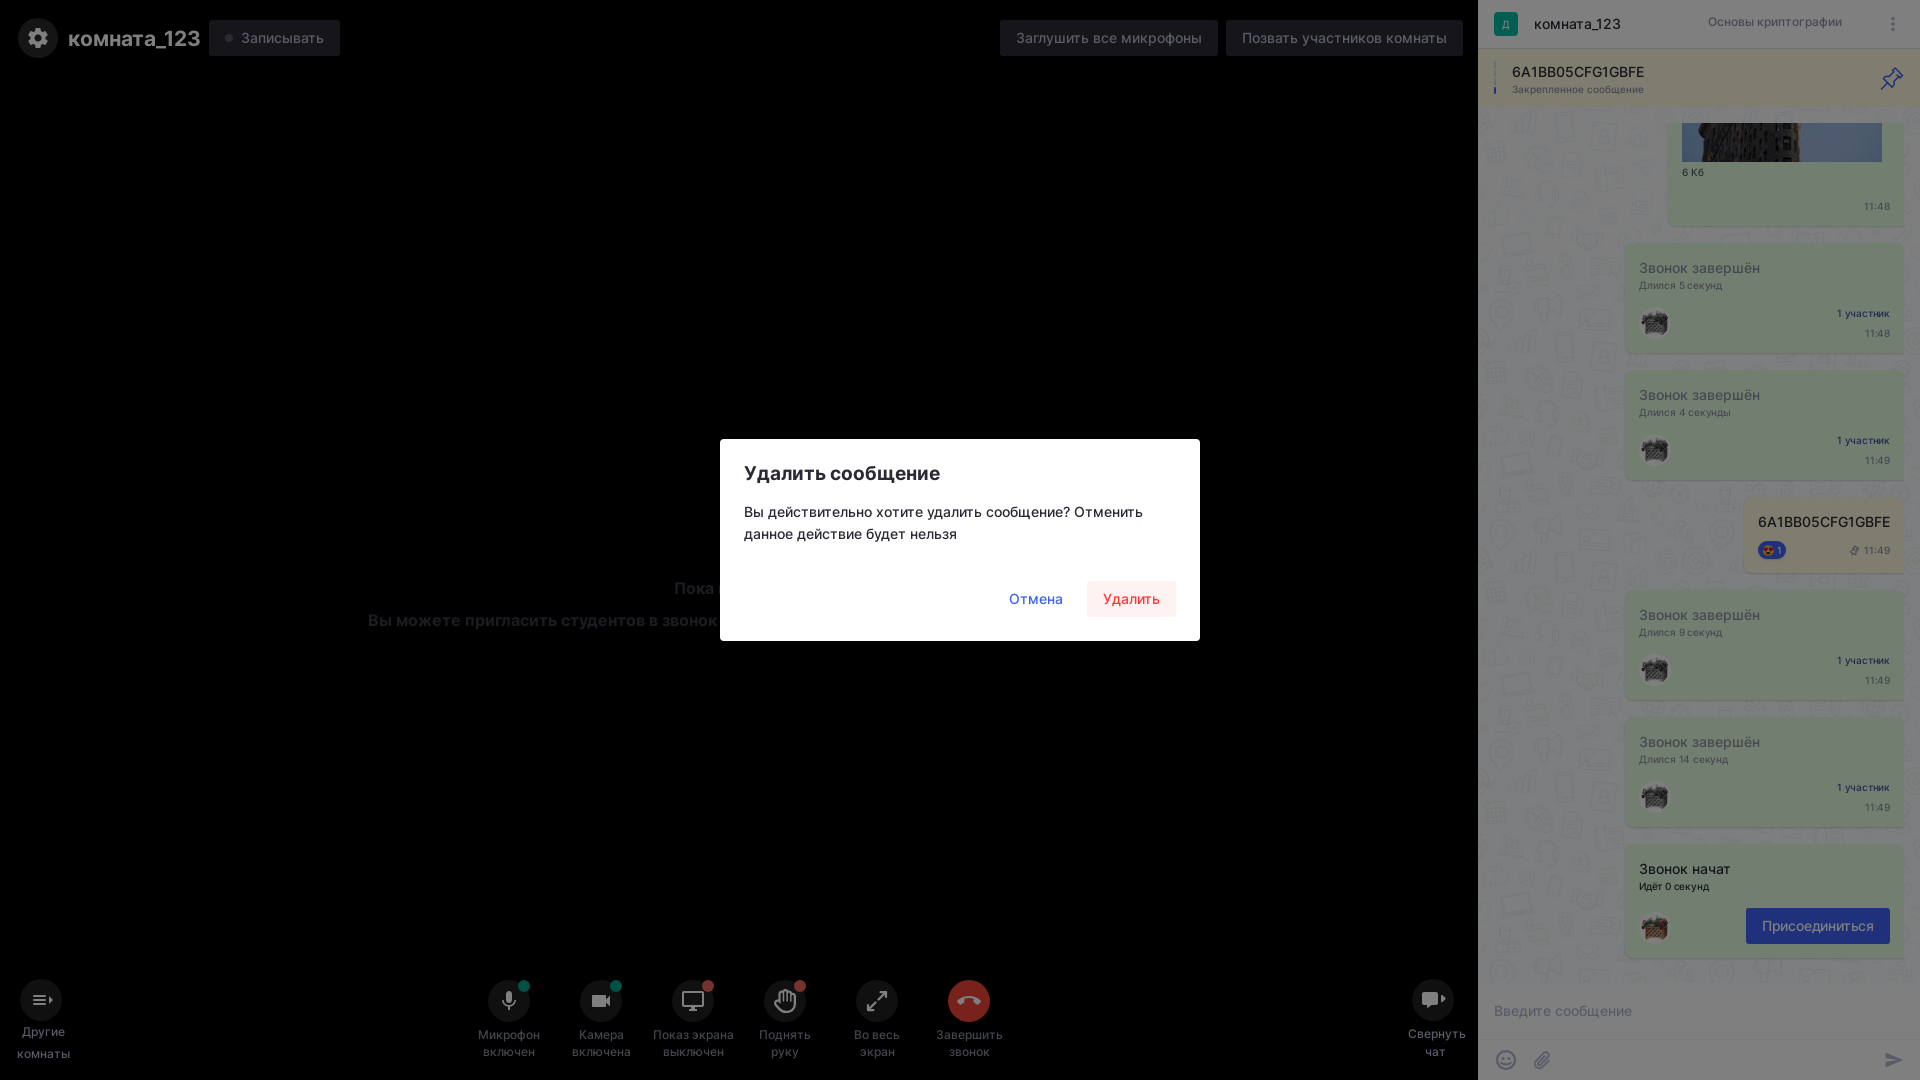 комната_123
Записывать
Заглушить все микрофоны
Позвать участников комнаты
Д
комната_123
Основы криптографии
6A1BB05CFG1GBFE
Закрепленное сообщение
6 Кб
11:48
Звонок завершён
Длился 5 секунд
1 участник
11:48
Звонок завершён
Длился 4 секунды
1 участник
11:49
6A1BB05CFG1GBFE
1
11:49
Звонок завершён
Длился 9 секунд
1 участник
11:49
Звонок завершён
Длился 14 секунд
1 участник
11:49
Звонок начат
Идёт 0 секунд
Присоединиться
Введите сообщение
Пока
Вы можете пригласить студентов в звонок
Удалить сообщение
Вы действительно хотите удалить сообщение? Отменить
данное действие будет нельзя
Отмена
Удалить
Другие
комнаты
Микрофон
включен
Камера
включена
Показ экрана
выключен
Поднять
руку
Во весь
экран
Завершить
звонок
Свернуть
чат